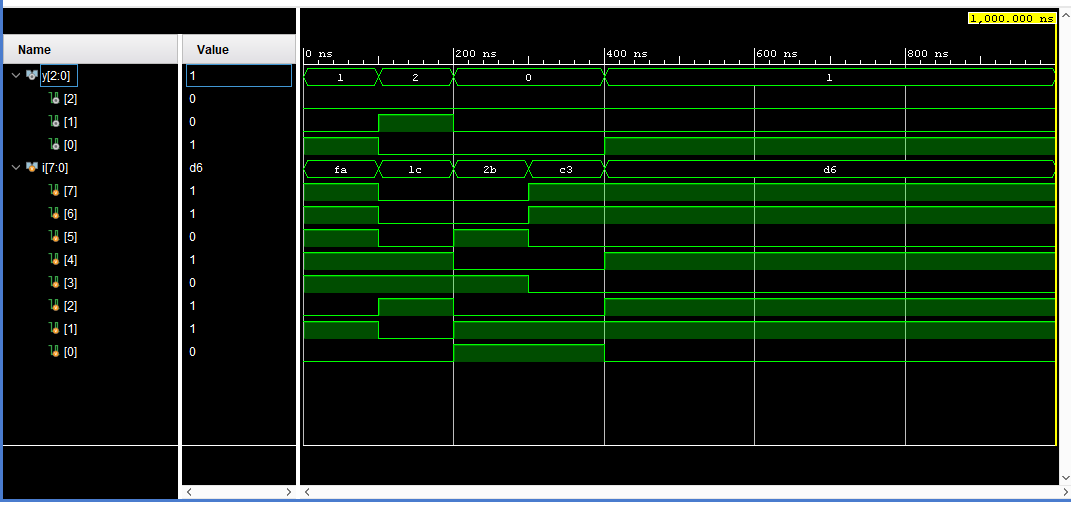 1,000.000 ns
Name Value
0 ns 200 ns 400 ns 600 ns 800 ns
y[2:0] 1 1 2 0 1
[2] 0
[1] 0
[0] 1
i[7:0] d6 fa 1c 2b c3 d6
[7] 1
[6] 1
[5] 0
[4] 1
[3] 0
[2] 1
[1] 1
[0] 0